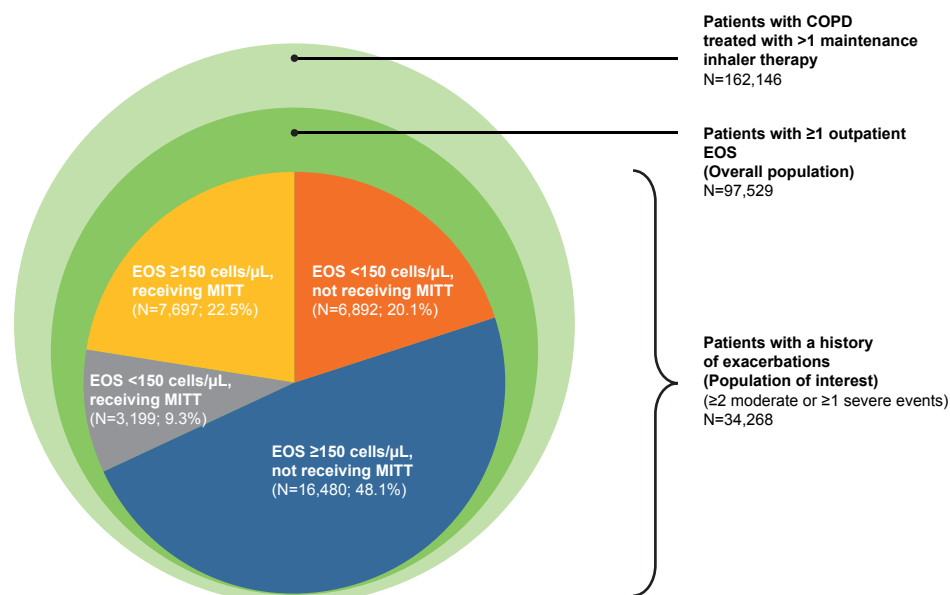 Patients with COPD
treated with >1 maintenance
inhaler therapy
N=162,146
Patients with ≥1 outpatient
EOS
(Overall population)
N=97,529
EOS ≥150 cells/µL,
receiving MITT
(N=7,697; 22.5%)
EOS <150 cells/µL,
not receiving MITT
(N=6,892; 20.1%)
EOS <150 cells/µL,
receiving MITT
(N=3,199; 9.3%)
EOS ≥150 cells/µL,
not receiving MITT
(N=16,480; 48.1%)
Patients with a history
of exacerbations
(Population of interest)
(≥2 moderate or ≥1 severe events)
N=34,268